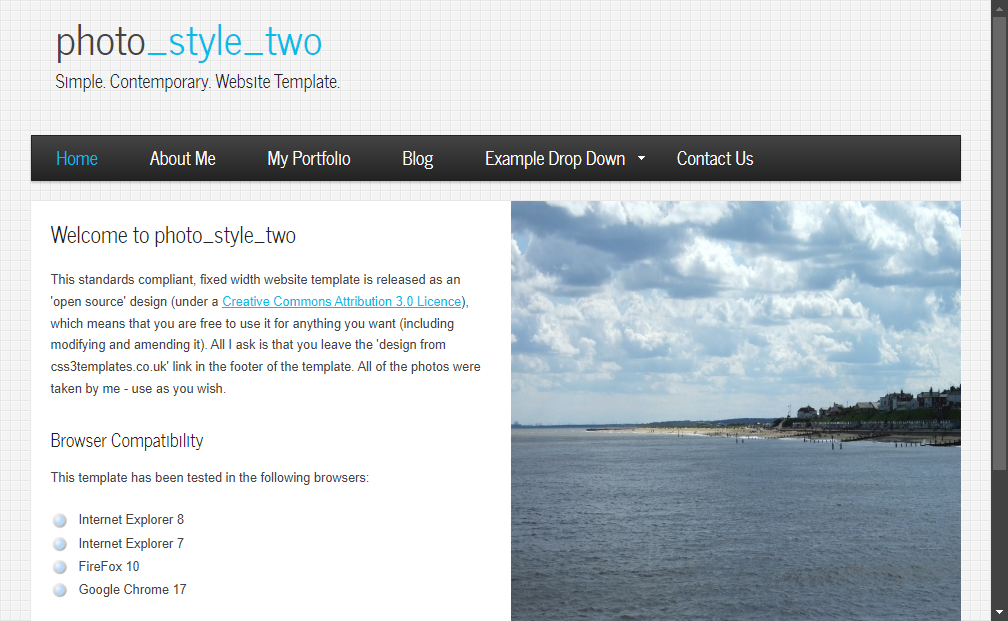 photo_style_two
Simple. Contemporary. Website Template.
Home About Me My Portfolio Blog Example Drop Down Contact Us
Welcome to photo_style_two
This standards compliant, fixed width website template is released as an
'open source' design (under a Creative Commons Attribution 3.0 Licence),
which means that you are free to use it for anything you want (including
modifying and amending it). All I ask is that you leave the 'design from
css3templates.co.uk' link in the footer of the template. All of the photos were
taken by me - use as you wish.
Browser Compatibility
This template has been tested in the following browsers:
Internet Explorer 8
Internet Explorer 7
FireFox 10
Google Chrome 17